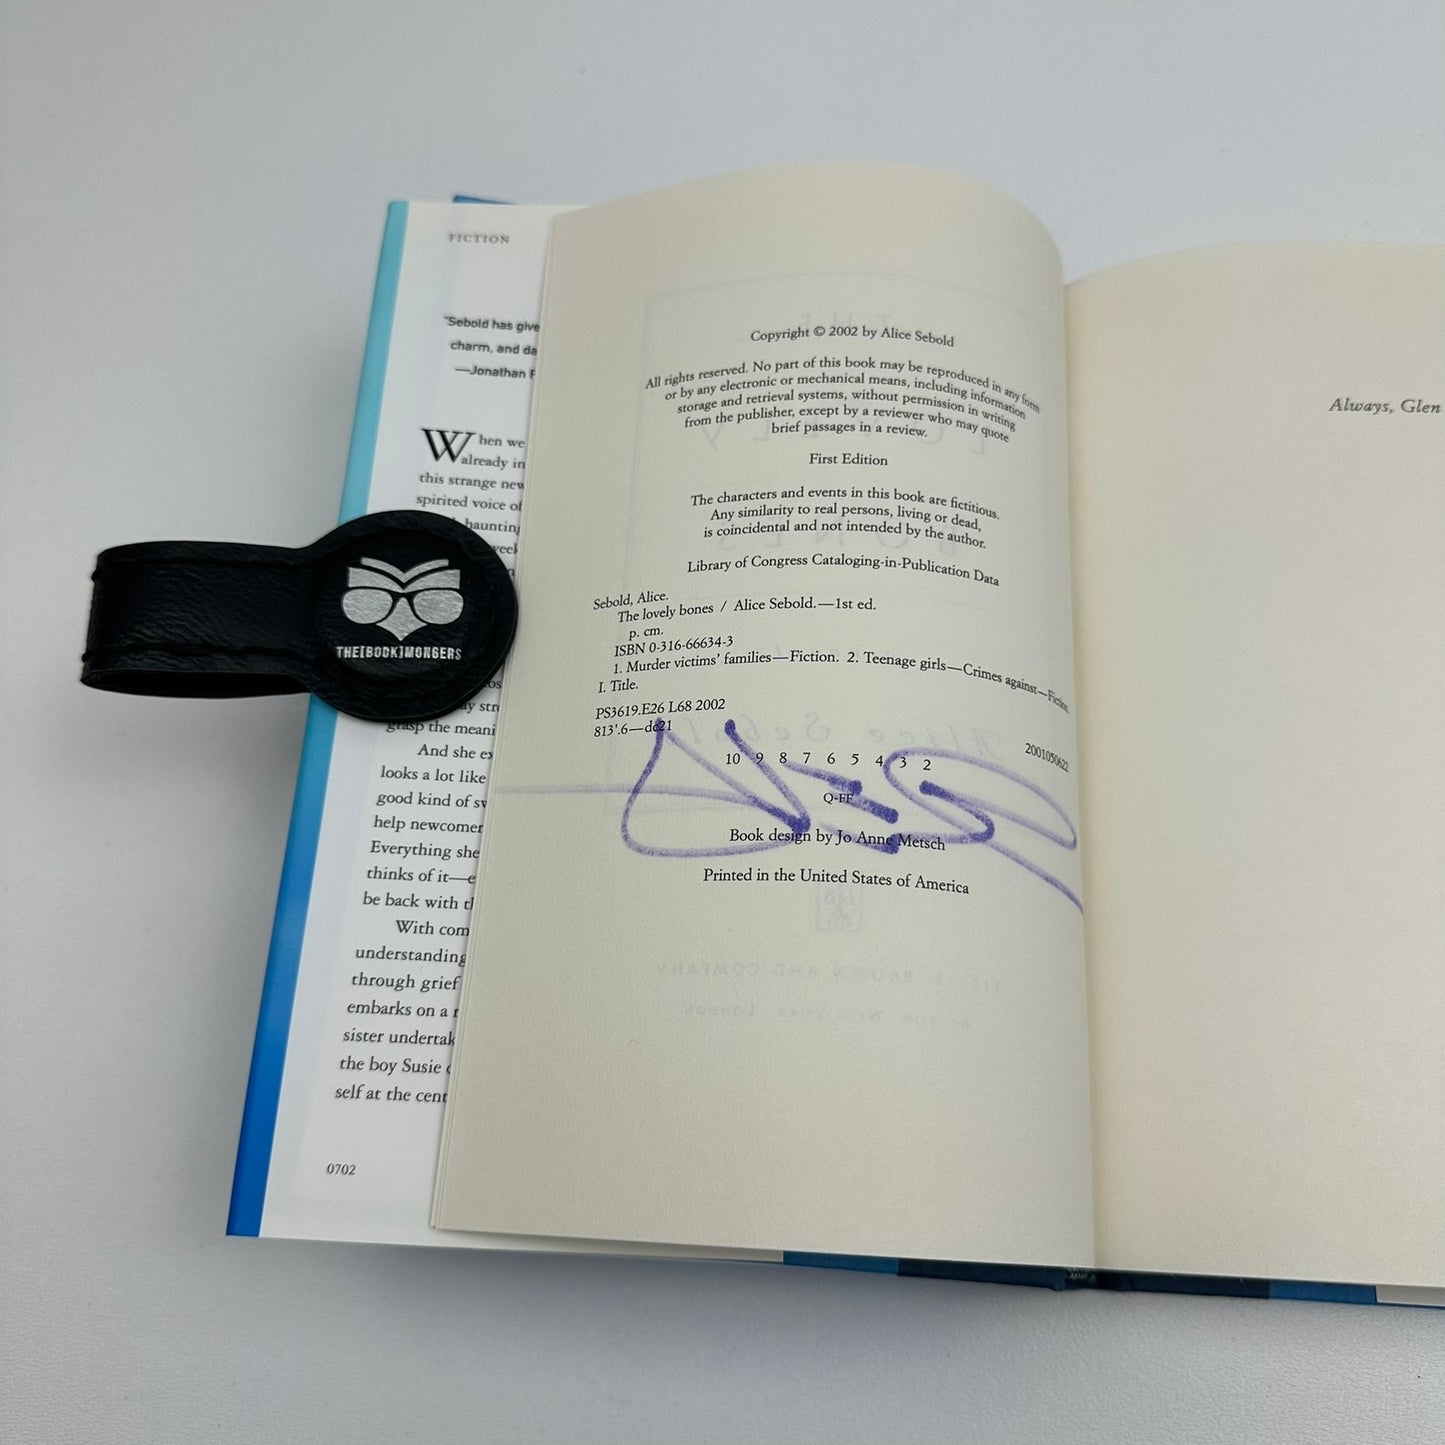 FICTION
"Sebold has give
charm, and da
—Jonathan F
When we
already in
this strange new
spirited voice of
haunting
week
grasp the meani
And she ex
looks a lot like
good kind of sw
help newcomer
Everything she
thinks of it—e
be back with th
With com
understanding
through grief
embarks on a r
sister undertak
the boy Susie
self at the cent
0702
THE[BOOK]MONGERS
Copyright © 2002 by Alice Sebold
All rights reserved. No part of this book may be reproduced in any form
or by any electronic or mechanical means, including information
storage and retrieval systems, without permission in writing
from the publisher, except by a reviewer who may quote
brief passages in a review.
First Edition
The characters and events in this book are fictitious.
Any similarity to real persons, living or dead,
is coincidental and not intended by the author.
Library of Congress Cataloging-in-Publication Data
Sebold, Alice.
The lovely bones / Alice Sebold.—1st ed.
p. cm.
ISBN 0-316-66634-3
1. Murder victims' families—Fiction. 2. Teenage girls—Crimes against—Fiction.
I. Title.
PS3619.E26 L68 2002
813'.6—dc21
2001050622
10 9 8 7 6 5 4 3 2
Q-FF
Book design by Jo Anne Metsch
Printed in the United States of America
Always, Glen